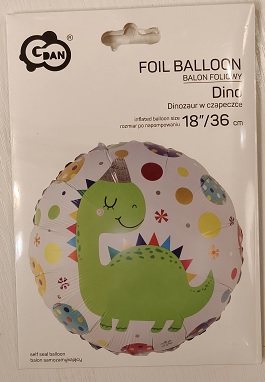 GDAN
FOIL BALLOON
BALON FOLIOWY
Dino
Dinozaur w czapeczce
inflated balloon size
rozmiar po napompowaniu
18"/36 cm
self seal balloon
balon samozamykający